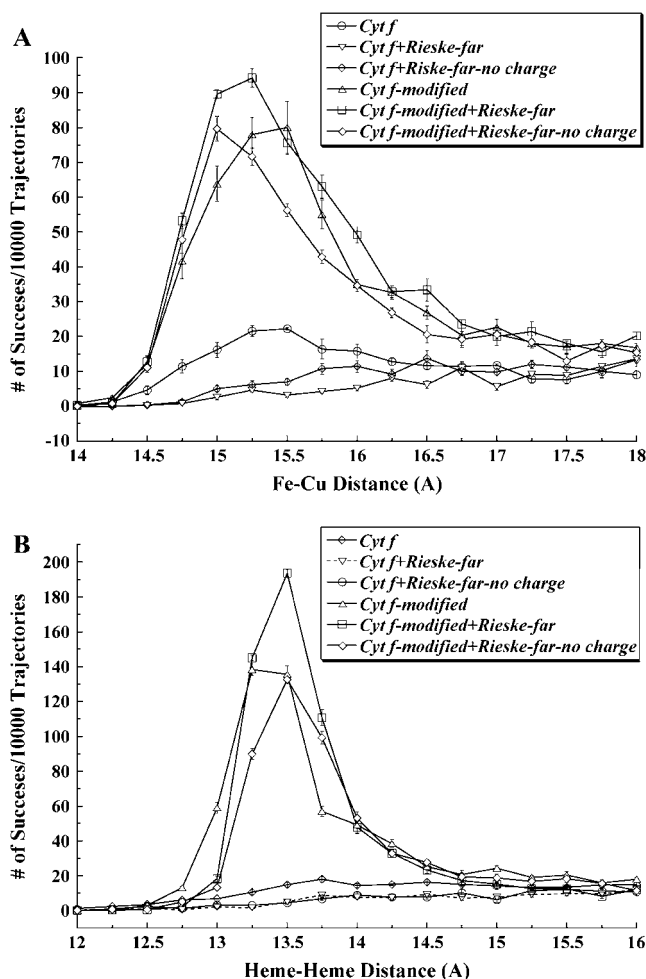 A
Cyt f
Cyt f+Rieske-far
Cyt f+Riske-far-no charge
Cyt f-modified
Cyt f-modified+Rieske-far
Cyt f-modified+Rieske-far-no charge
# of Succeses/10000 Trajectories
100
90
80
70
60
50
40
30
20
10
0
-10
14 14.5 15 15.5 16 16.5 17 17.5 18
Fe-Cu Distance (A)
B
Cyt f
Cyt f+Rieske-far
Cyt f+Rieske-far-no charge
Cyt f-modified
Cyt f-modified+Rieske-far
Cyt f-modified+Rieske-far-no charge
# of Succeses/10000 Trajectories
200
180
160
140
120
100
80
60
40
20
0
12 12.5 13 13.5 14 14.5 15 15.5 16
Heme-Heme Distance (A)